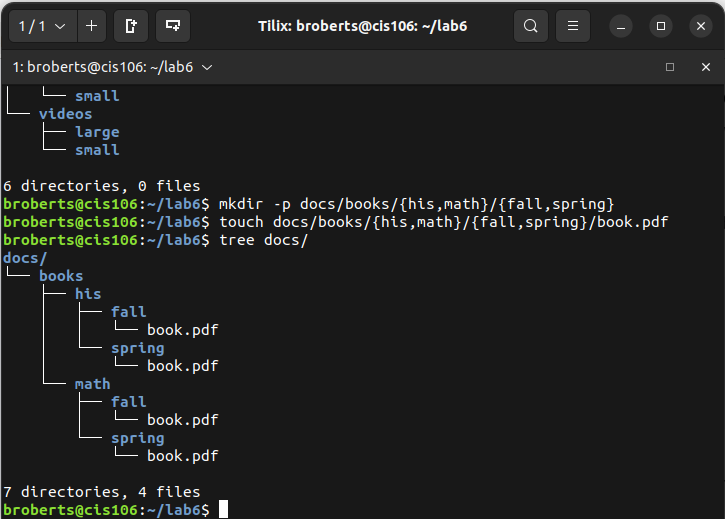 1 / 1
Tilix: broberts@cis106: ~/lab6
1: broberts@cis106: ~/lab6
│   └── small
└── videos
    ├── large
    └── small
6 directories, 0 files
broberts@cis106:~/lab6$ mkdir -p docs/books/{his,math}/{fall,spring}
broberts@cis106:~/lab6$ touch docs/books/{his,math}/{fall,spring}/book.pdf
broberts@cis106:~/lab6$ tree docs/
docs/
└── books
    ├── his
    │   ├── fall
    │   │   └── book.pdf
    │   └── spring
    │       └── book.pdf
    └── math
        ├── fall
        │   └── book.pdf
        └── spring
            └── book.pdf
7 directories, 4 files
broberts@cis106:~/lab6$